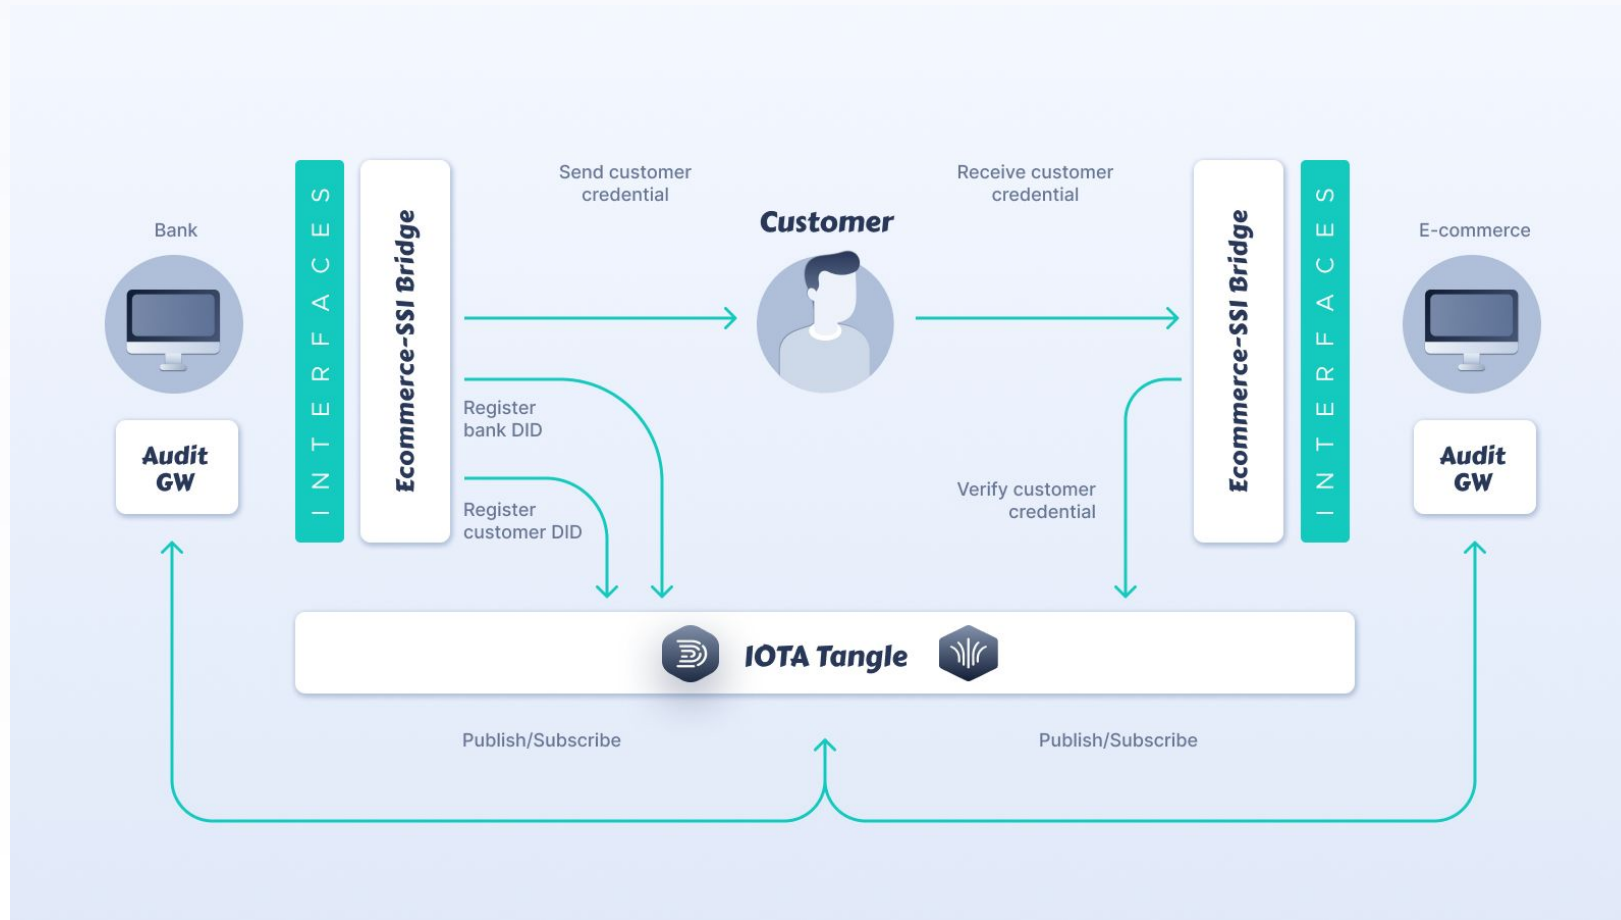 Send customer
credential
Receive customer
credential
Customer
Bank
E-commerce
INTERFACES
Ecommerce-SSI Bridge
Ecommerce-SSI Bridge
INTERFACES
Register
bank DID
Audit
GW
Audit
GW
Verify customer
credential
Register
customer DID
IOTA Tangle
Publish/Subscribe
Publish/Subscribe